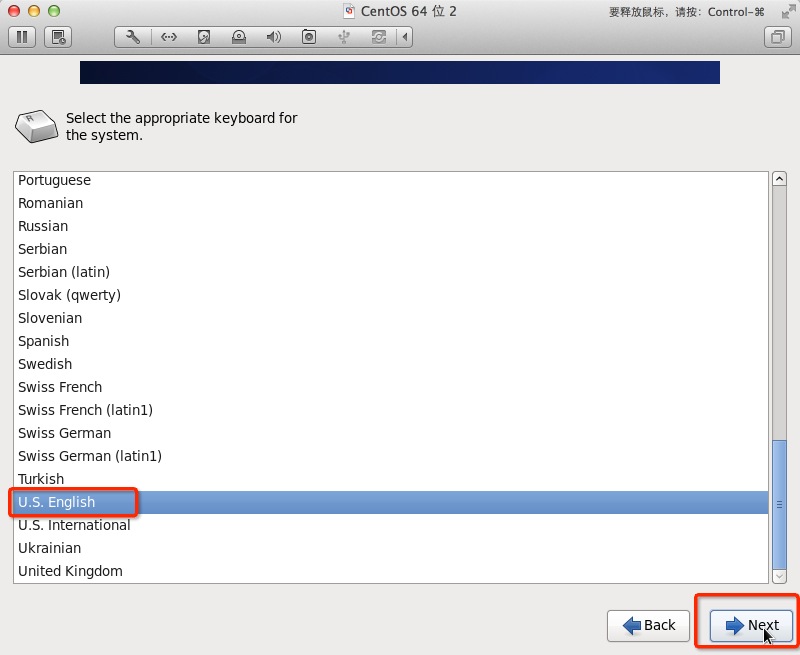 CentOS 64 位 2
要释放鼠标，请按：Control-⌘
Select the appropriate keyboard for
the system.
Portuguese
Romanian
Russian
Serbian
Serbian (latin)
Slovak (qwerty)
Slovenian
Spanish
Swedish
Swiss French
Swiss French (latin1)
Swiss German
Swiss German (latin1)
Turkish
U.S. English
U.S. International
Ukrainian
United Kingdom
Back
Next